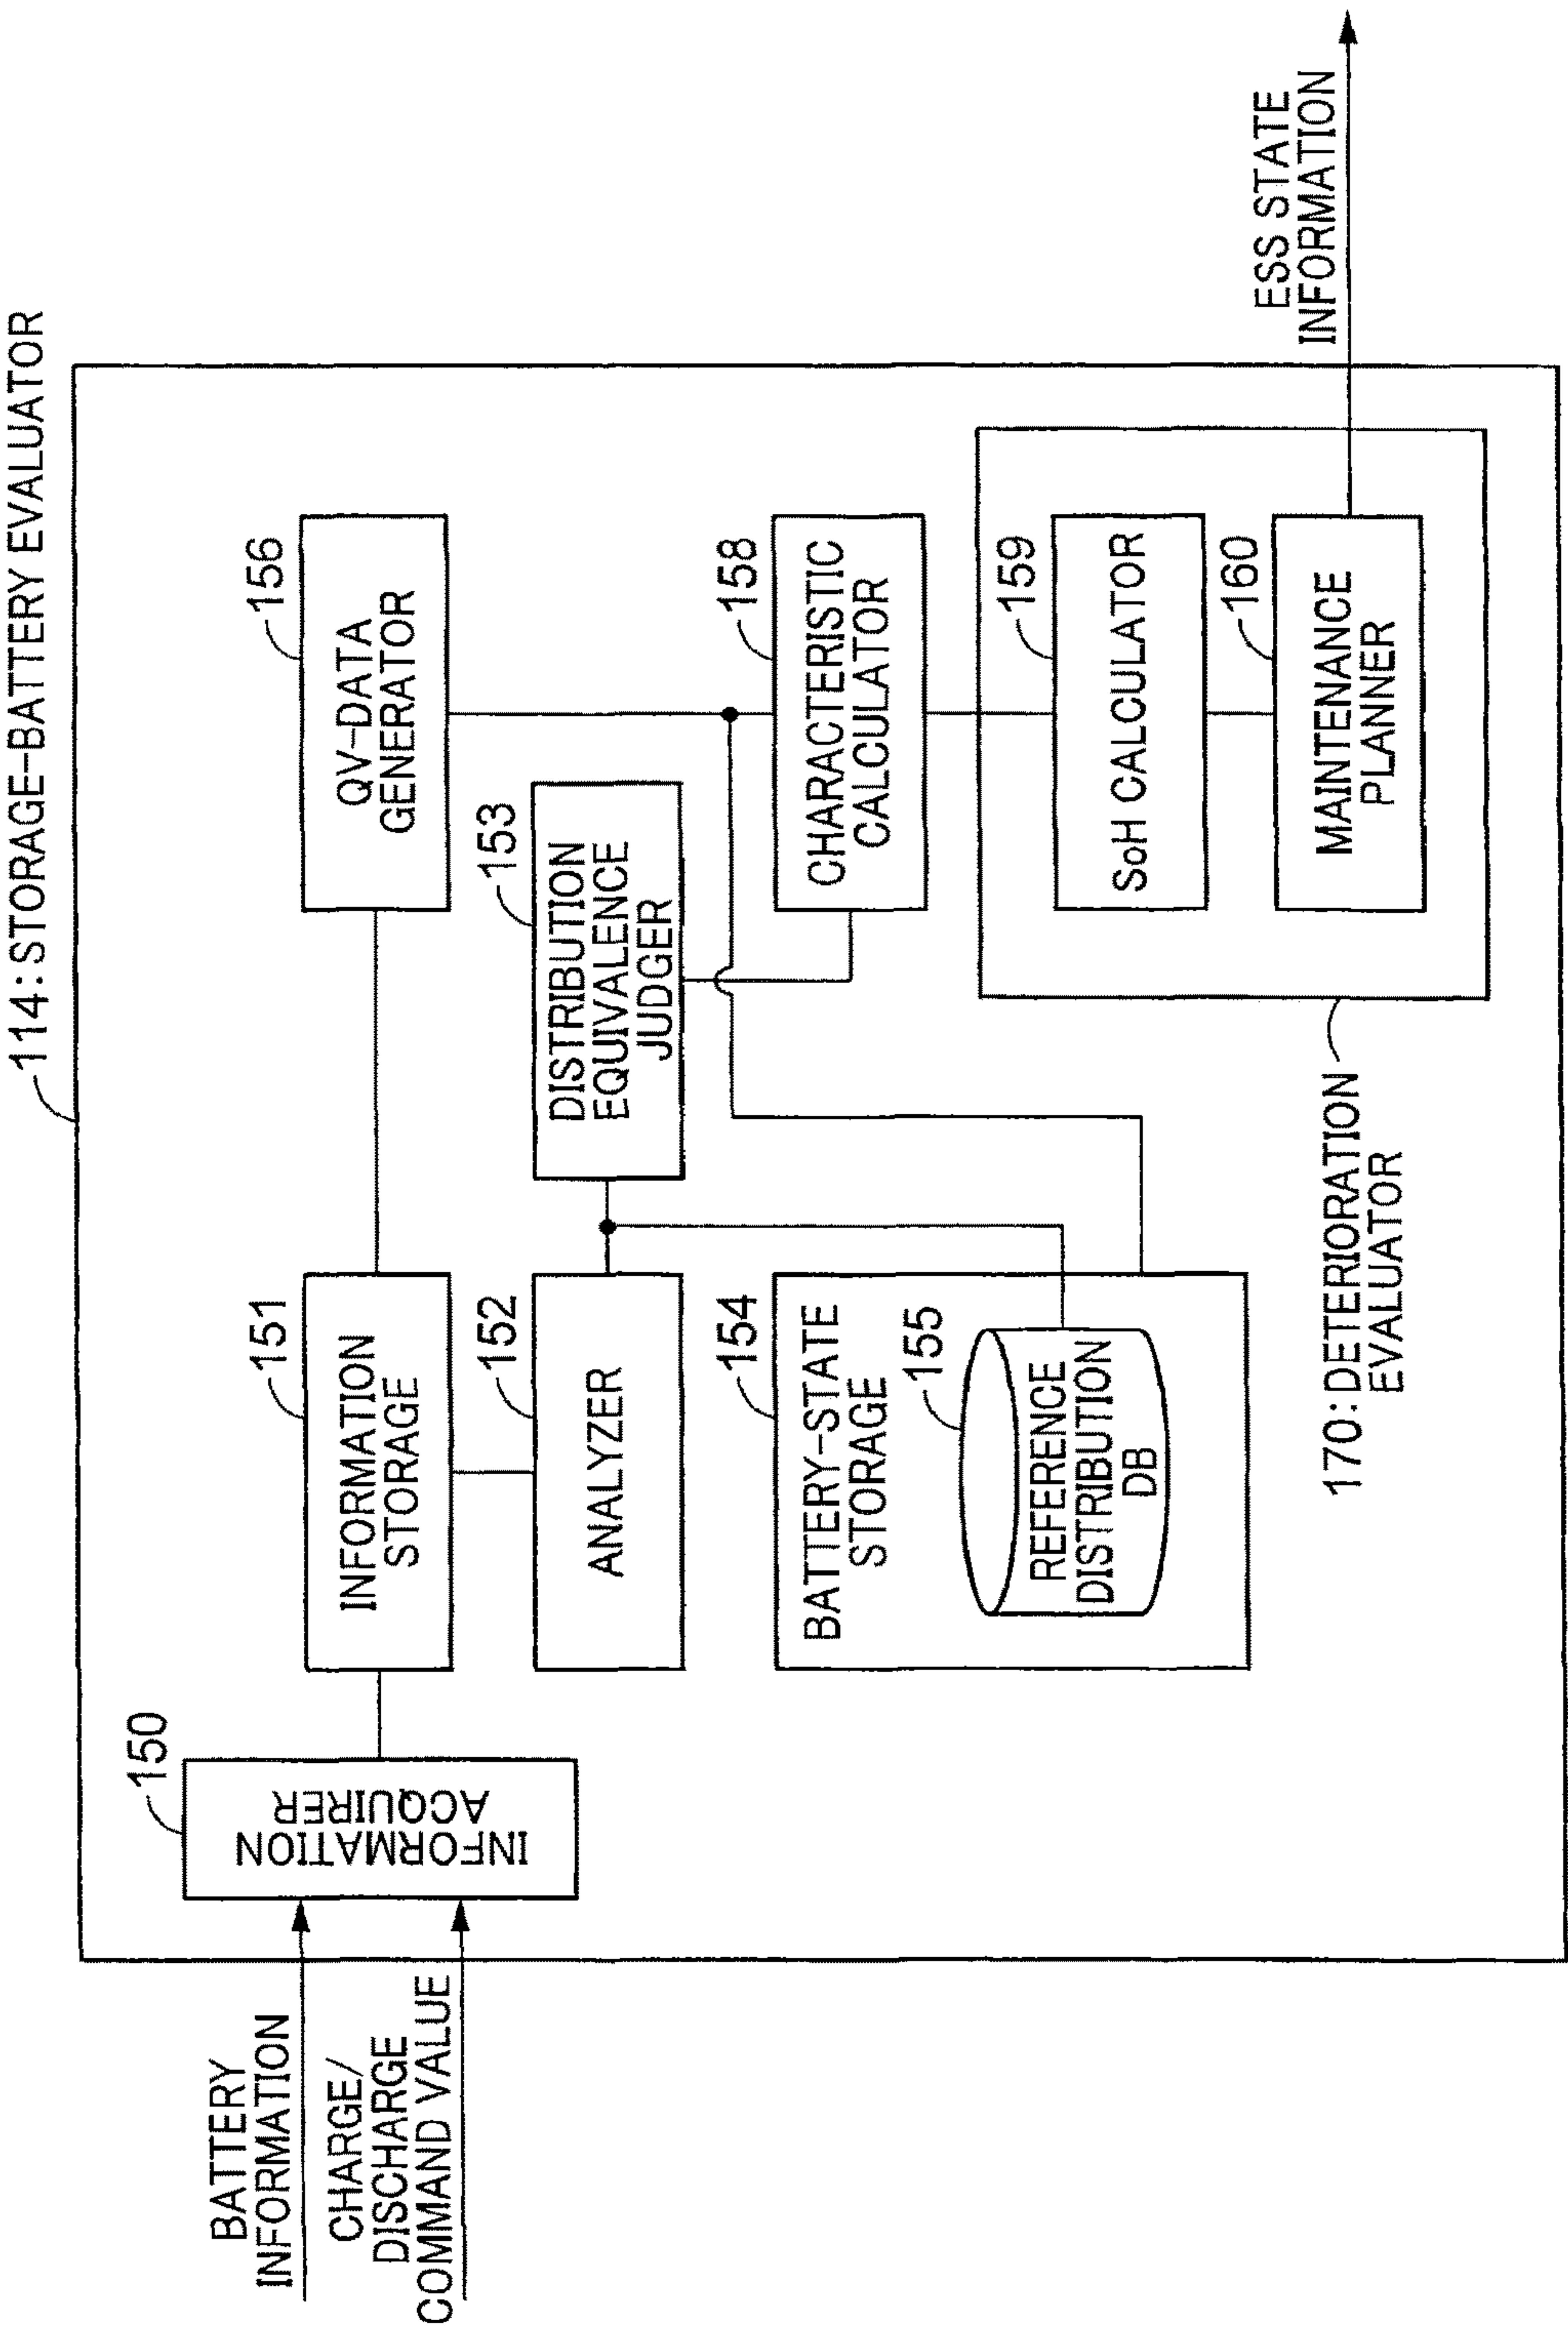 114:STORAGE-BATTERY EVALUATOR
BATTERY
INFORMATION
CHARGE/
DISCHARGE
COMMAND VALUE
150
INFORMATION
ACQUIRER
151
INFORMATION
STORAGE
156
QV-DATA
GENERATOR
152
ANALYZER
153
DISTRIBUTION
EQUIVALENCE
JUDGER
154
BATTERY-STATE
STORAGE
155
REFERENCE
DISTRIBUTION
DB
158
CHARACTERISTIC
CALCULATOR
159
SoH CALCULATOR
160
MAINTENANCE
PLANNER
170:DETERIORATION
EVALUATOR
ESS STATE
INFORMATION